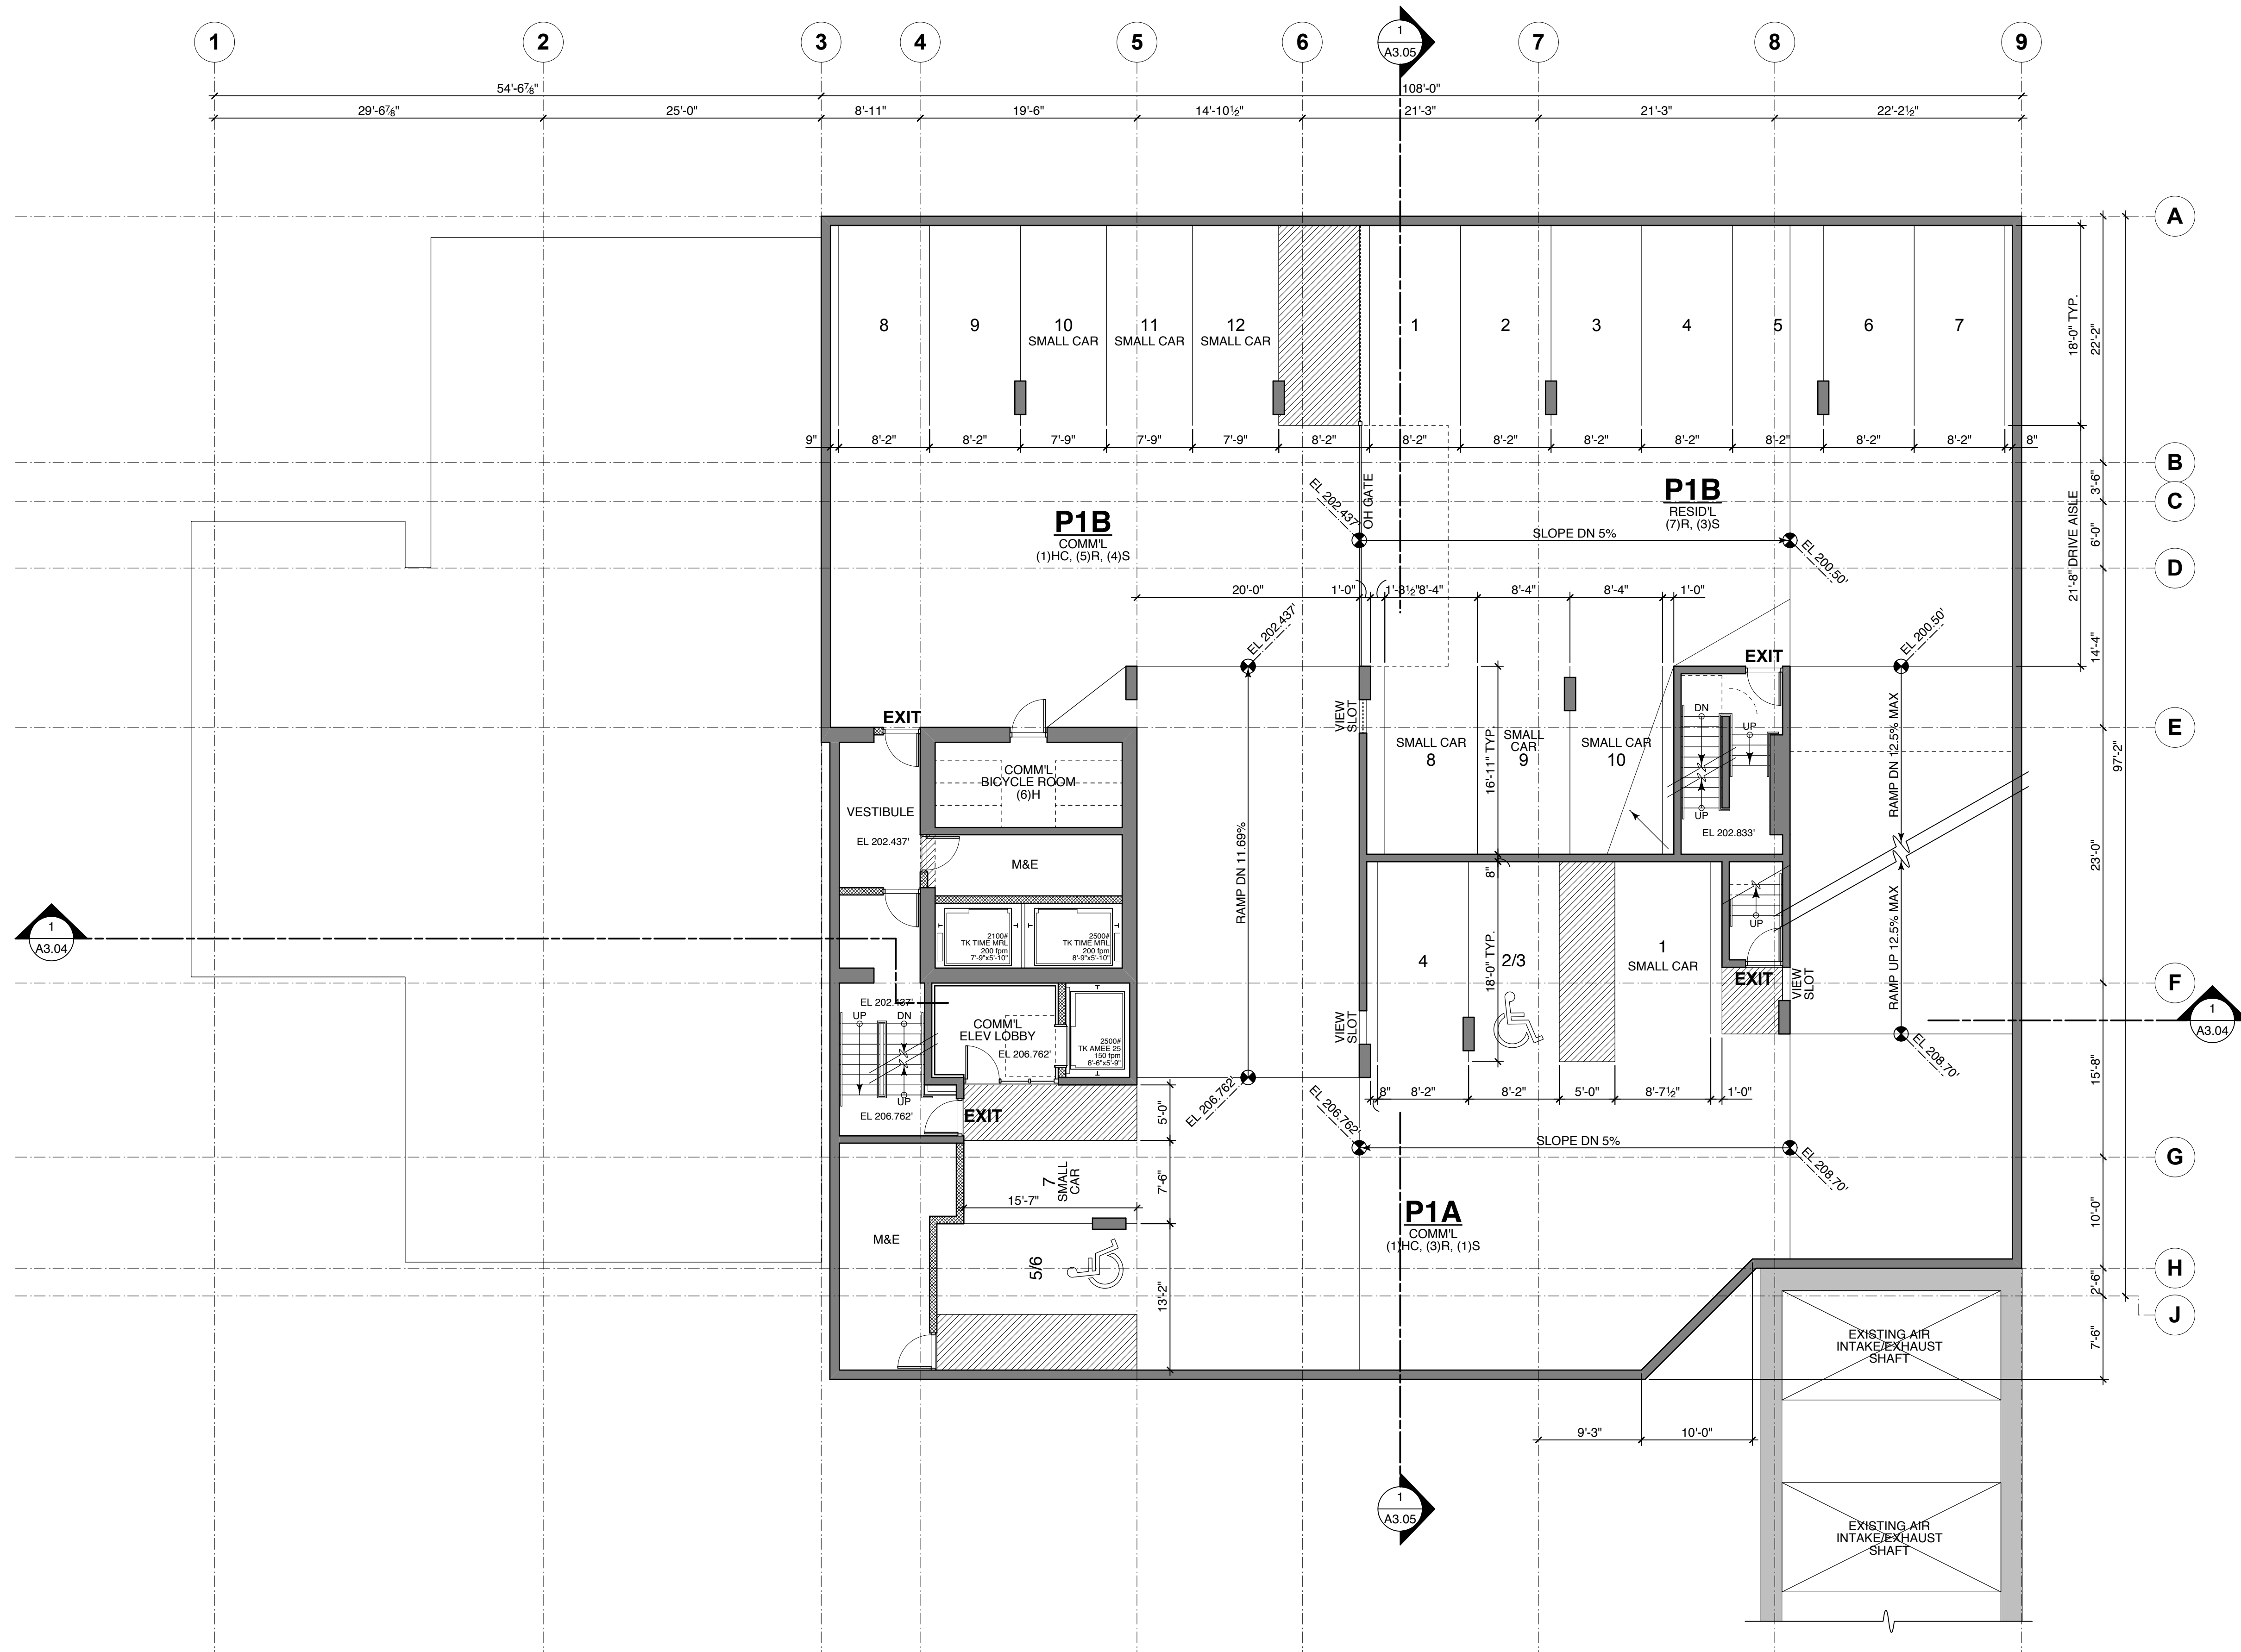 1
2
3
4
5
6
7
8
9
1
A3.05
54'-6⅞"
108'-0"
29'-6⅞"
25'-0"
8'-11"
19'-6"
14'-10½"
21'-3"
21'-3"
22'-2½"
A
B
C
D
E
F
G
H
J
8
9
10
SMALL CAR
11
SMALL CAR
12
SMALL CAR
1
2
3
4
5
6
7
18'-0" TYP.
22'-2"
9"
8'-2"
8'-2"
7'-9"
7'-9"
7'-9"
8'-2"
8'-2"
8'-2"
8'-2"
8'-2"
8'-2"
8'-2"
8'-2"
8"
3'-6"
6'-0"
14'-4"
21'-8" DRIVE AISLE
97'-2"
23'-0"
15'-8"
10'-0"
2'-6"
7'-6"
EL 202.437'
OH GATE
P1B
COMM'L
(1)HC, (5)R, (4)S
P1B
RESID'L
(7)R, (3)S
SLOPE DN 5%
EL 200.50'
20'-0"
1'-0"
1'-3½"
8'-4"
8'-4"
8'-4"
1'-0"
EL 202.437'
EL 200.50'
EXIT
EXIT
VIEW
SLOT
DN
UP
UP
EL 202.833'
SMALL CAR
8
SMALL
CAR
9
SMALL CAR
10
16'-11" TYP.
RAMP DN 12.5% MAX
RAMP UP 12.5% MAX
COMM'L
BICYCLE ROOM
(6)H
VESTIBULE
EL 202.437'
M&E
RAMP DN 11.69%
8"
UP
2100#
TK TIME MRL
200 fpm
7'-9"x5'-10"
2500#
TK TIME MRL
200 fpm
8'-9"x5'-10"
1
A3.04
4
2/3
18'-0" TYP.
1
SMALL CAR
EXIT
VIEW
SLOT
EL 202.437'
UP
DN
UP
EL 206.762'
COMM'L
ELEV LOBBY
EL 206.762'
2500#
TK AMEE 25
150 fpm
8'-6"x5'-9"
VIEW
SLOT
EL 208.70'
1
A3.04
EXIT
5'-0"
EL 206.762'
EL 206.762'
8"
8'-2"
8'-2"
5'-0"
8'-7½"
1'-0"
SLOPE DN 5%
EL 208.70'
7
SMALL
CAR
15'-7"
7'-6"
M&E
5/6
13'-2"
P1A
COMM'L
(1)HC, (3)R, (1)S
9'-3"
10'-0"
EXISTING AIR
INTAKE/EXHAUST
SHAFT
1
A3.05
EXISTING AIR
INTAKE/EXHAUST
SHAFT